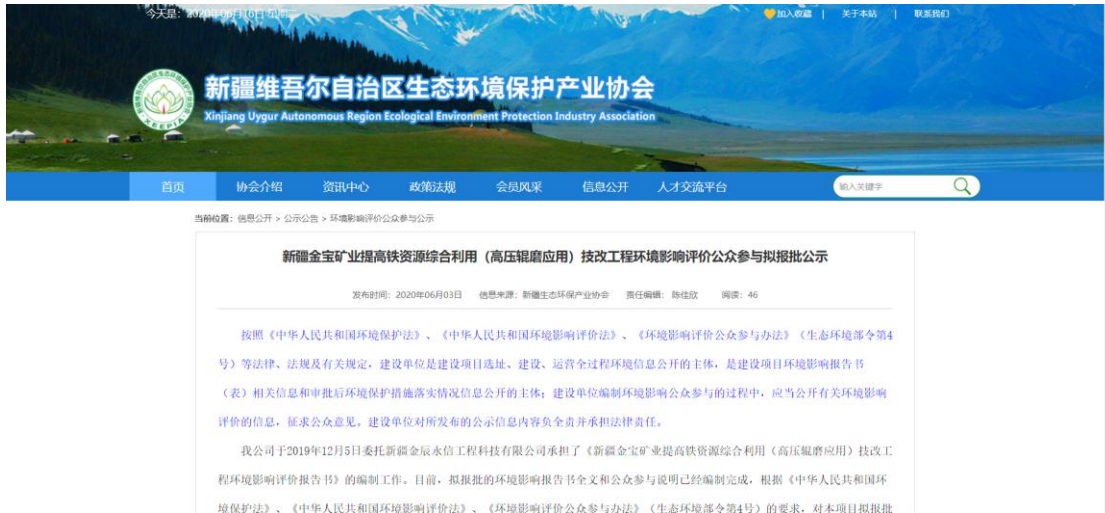 今天是: 2020年06月16日 星期二
加入收藏 | 关于本站 | 联系我们
新疆维吾尔自治区生态环境保护产业协会
Xinjiang Uygur Autonomous Region Ecological Environment Protection Industry Association
XEEPIA
首页 协会介绍 资讯中心 政策法规 会员风采 信息公开 人才交流平台 输入关键字
当前位置: 信息公开 > 公示公告 > 环境影响评价公众参与公示
新疆金宝矿业提高铁资源综合利用（高压辊磨应用）技改工程环境影响评价公众参与拟报批公示
发布时间: 2020年06月03日 信息来源: 新疆生态环保产业协会 责任编辑: 陈佳欣 阅读: 46
按照《中华人民共和国环境保护法》、《中华人民共和国环境影响评价法》、《环境影响评价公众参与办法》（生态环境部令第4
号）等法律、法规及有关规定，建设单位是建设项目选址、建设、运营全过程环境信息公开的主体，是建设项目环境影响报告书
（表）相关信息和审批后环境保护措施落实情况信息公开的主体；建设单位编制环境影响公众参与的过程中，应当公开有关环境影响
评价的信息，征求公众意见。建设单位对所发布的公示信息内容负全责并承担法律责任。
我公司于2019年12月5日委托新疆金辰永信工程科技有限公司承担了《新疆金宝矿业提高铁资源综合利用（高压辊磨应用）技改工
程环境影响评价报告书》的编制工作。目前，拟报批的环境影响报告书全文和公众参与说明已经编制完成，根据《中华人民共和国环
境保护法》、《中华人民共和国环境影响评价法》、《环境影响评价公众参与办法》（生态环境部令第4号）的要求，对本项目拟报批